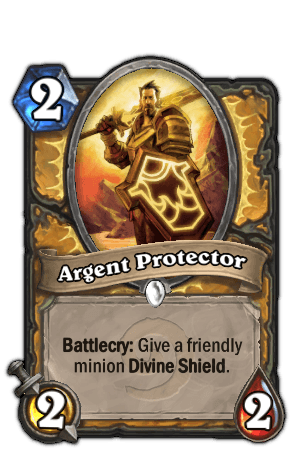 2
Argent Protector
Battlecry: Give a friendly
minion Divine Shield.
2
2